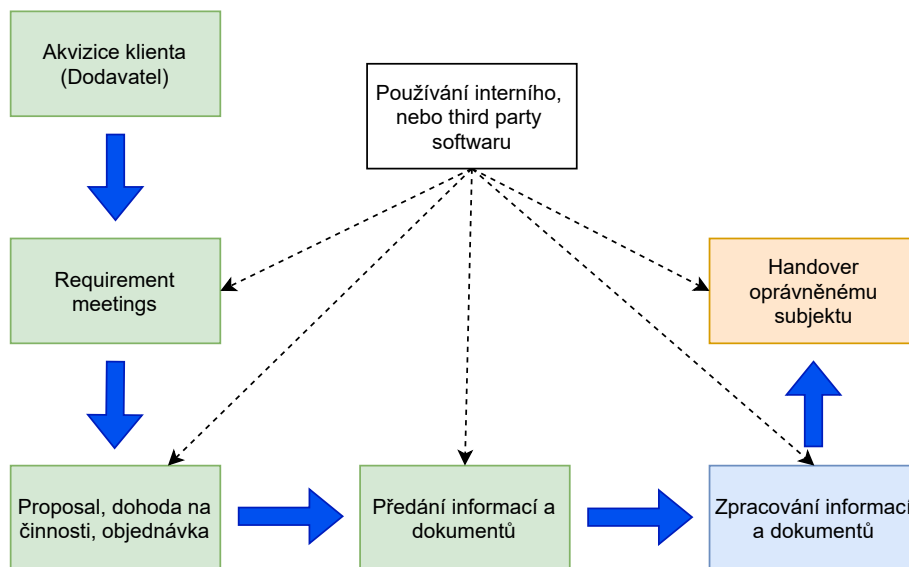 Akvizice klienta
(Dodavatel)
Používání interního,
nebo third party
softwaru
Requirement
meetings
Handover
oprávněnému
subjektu
Proposal, dohoda na
činnosti, objednávka
Předání informací a
dokumentů
Zpracování informací
a dokumentů